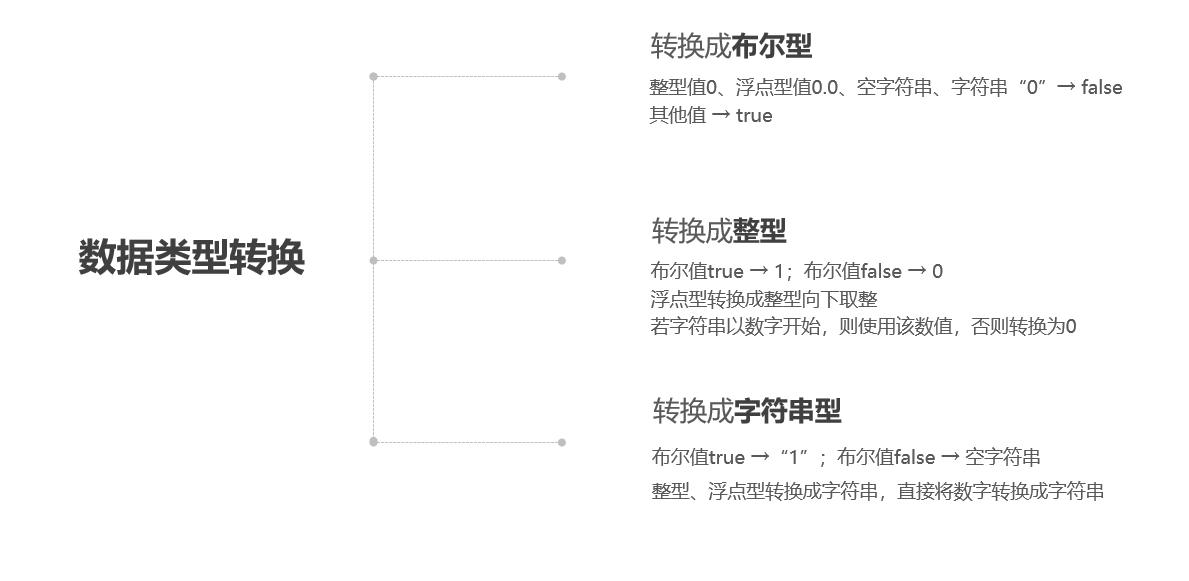 数据类型转换
转换成布尔型
整型值0、浮点型值0.0、空字符串、字符串“0”→ false
其他值 → true
转换成整型
布尔值true → 1；布尔值false → 0
浮点型转换成整型向下取整
若字符串以数字开始，则使用该数值，否则转换为0
转换成字符串型
布尔值true →“1”；布尔值false → 空字符串
整型、浮点型转换成字符串，直接将数字转换成字符串